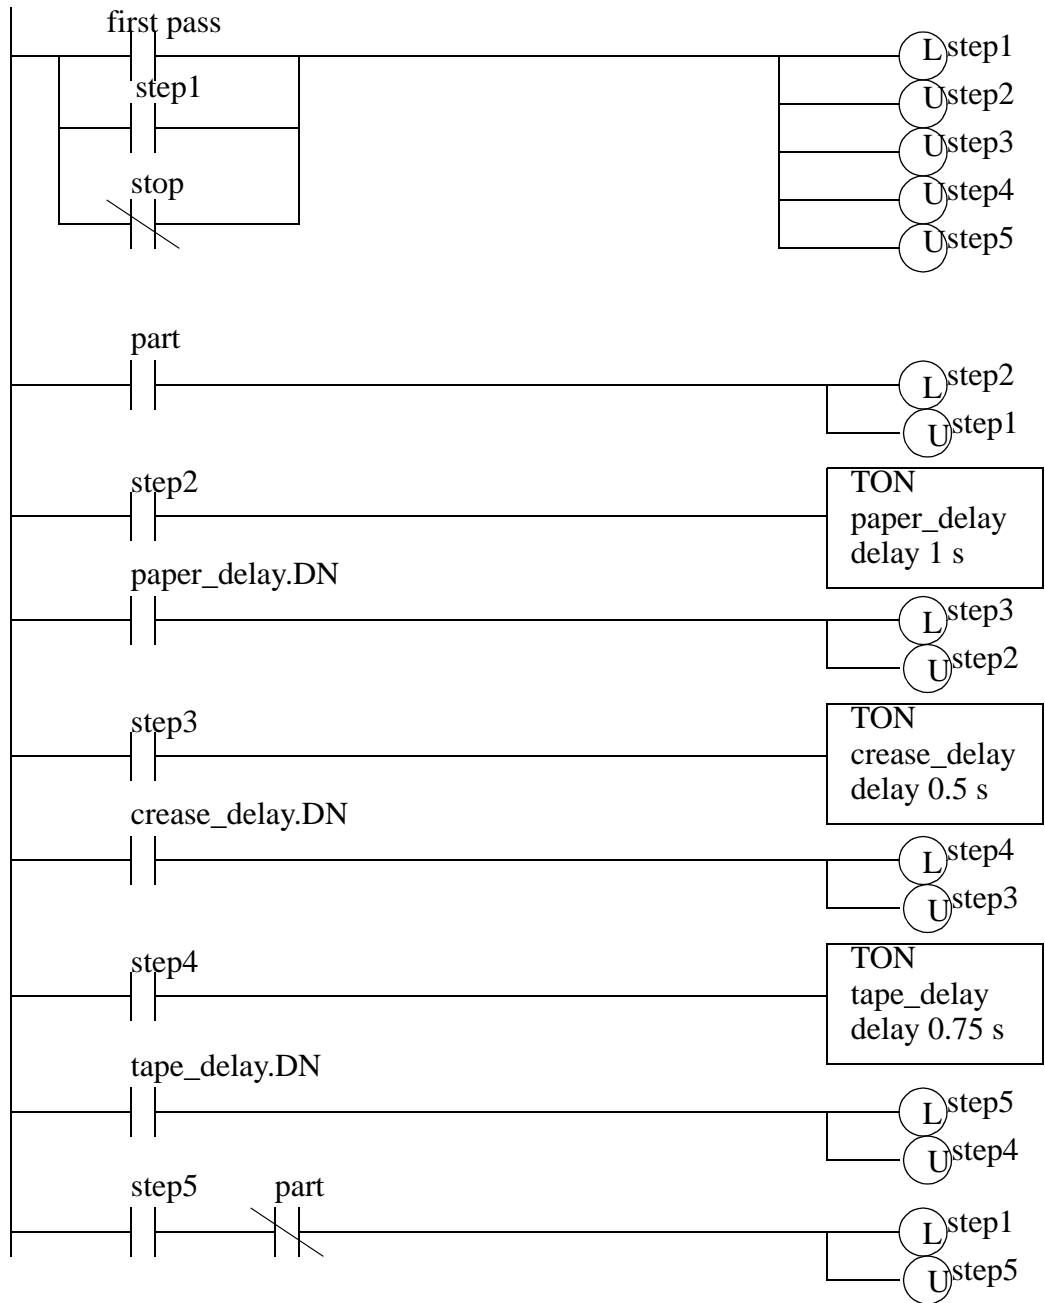 first pass
L step1
step1
U step2
U step3
stop
U step4
U step5
part
L step2
U step1
step2
TON
paper_delay
delay 1 s
paper_delay.DN
L step3
U step2
step3
TON
crease_delay
delay 0.5 s
crease_delay.DN
L step4
U step3
step4
TON
tape_delay
delay 0.75 s
tape_delay.DN
L step5
U step4
step5 part
L step1
U step5